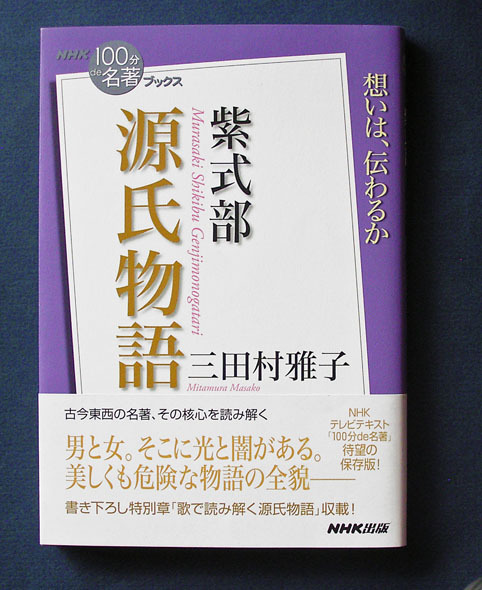 NHK
100分
de名著
ブックス
想いは、伝わるか
紫式部
Murasaki Shikibu Genjimonogatari
源氏物語
三田村雅子
Mitamura Masako
古今東西の名著、その核心を読み解く
男と女。そこに光と闇がある。
美しくも危険な物語の全貌――
書き下ろし特別章「歌で読み解く源氏物語」収載!
NHK
テレビテキスト
「100分de名著」
待望の
保存版!
NHK出版